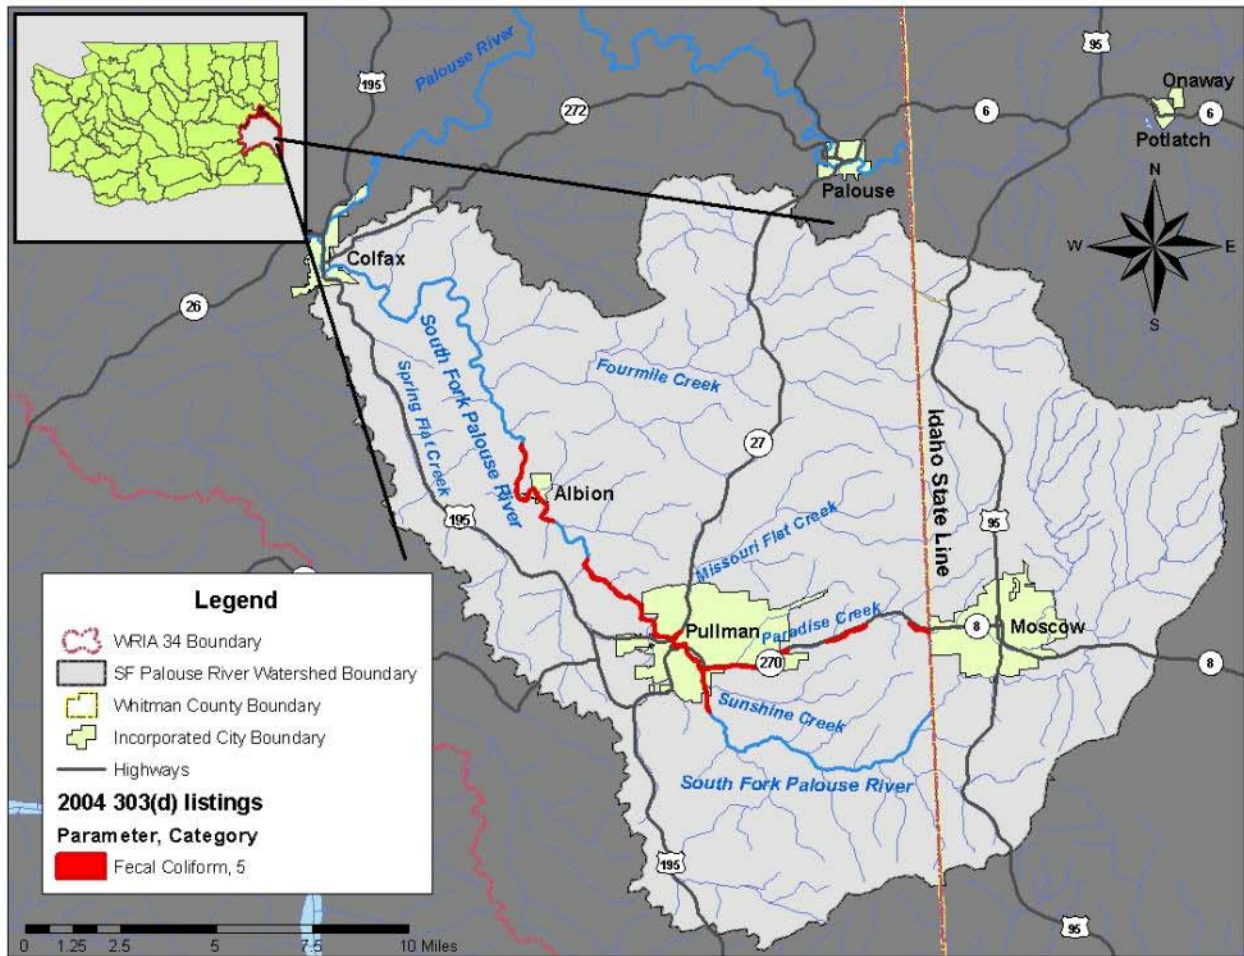 Palouse River
195
272
95
Onaway
6
6
Potlatch
Palouse
N
W
E
S
Colfax
26
South Fork Palouse River
Spring Flat Creek
Fourmile Creek
27
Idaho State Line
Albion
195
95
Missouri Flat Creek
Pullman
Paradise Creek
8
Moscow
270
8
Sunshine Creek
South Fork Palouse River
195
95
Legend
WRIA 34 Boundary
SF Palouse River Watershed Boundary
Whitman County Boundary
Incorporated City Boundary
Highways
2004 303(d) listings
Parameter, Category
Fecal Coliform, 5
0 1.25 2.5 5 7.5 10 Miles